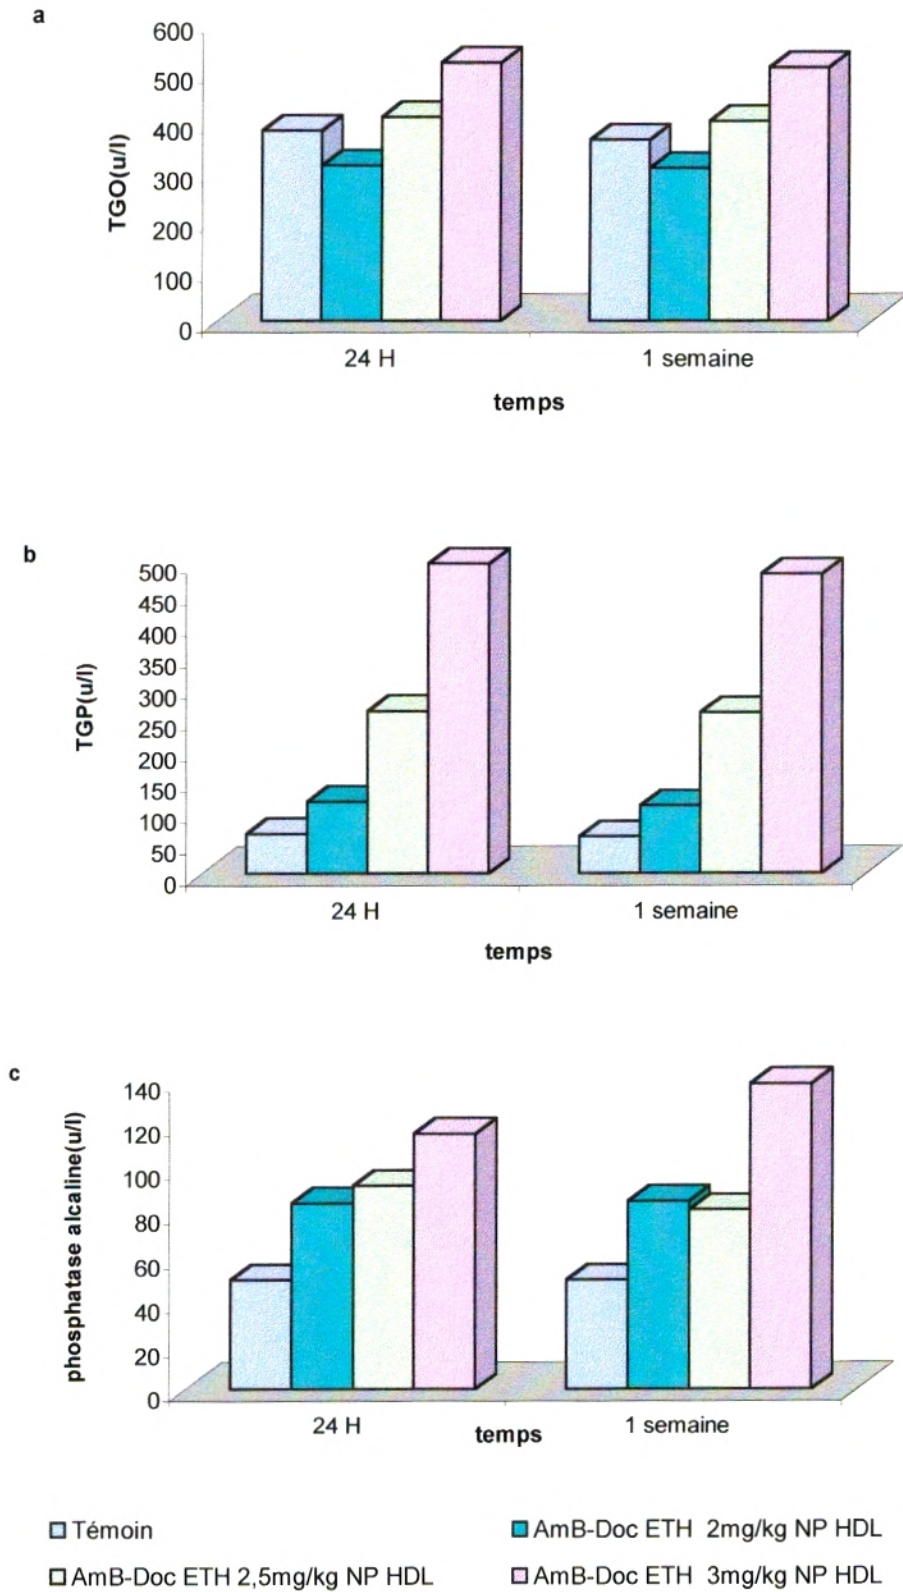 a
600
500
400
300
200
100
0
TGO(u/l)
24 H
1 semaine
temps
b
500
450
400
350
300
250
200
150
100
50
0
TGP(u/l)
24 H
1 semaine
temps
c
140
120
100
80
60
40
20
0
phosphatase alcaline(u/l)
24 H
temps
1 semaine
Témoin
AmB-Doc ETH 2mg/kg NP HDL
AmB-Doc ETH 2,5mg/kg NP HDL
AmB-Doc ETH 3mg/kg NP HDL